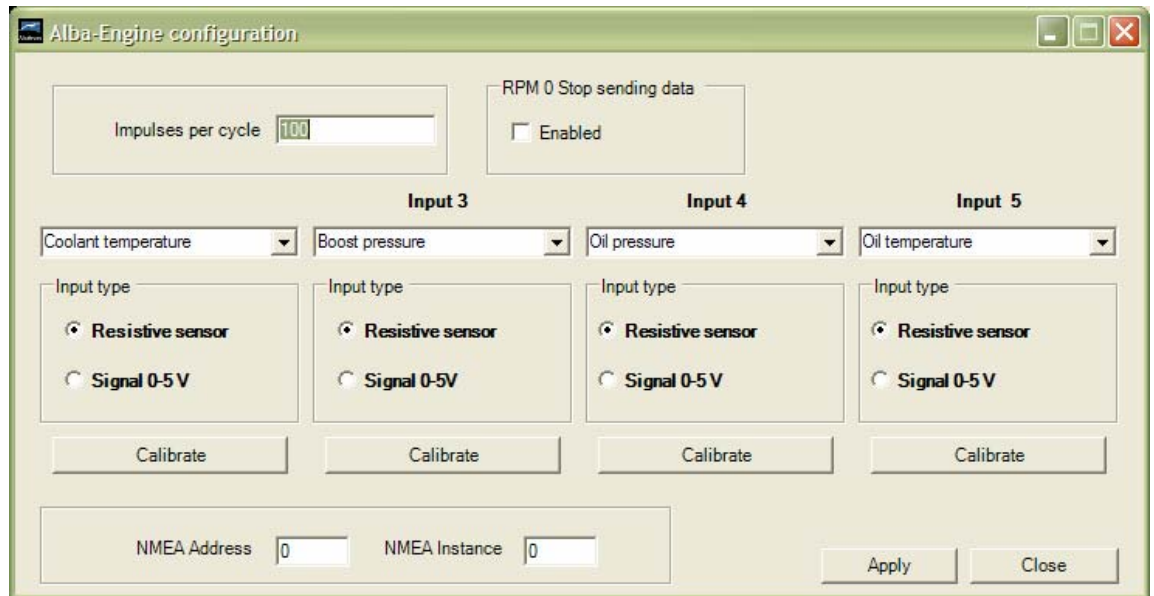 Alba-Engine configuration
RPM 0 Stop sending data
Impulses per cycle 100
Enabled
Input 3 Input 4 Input 5
Coolant temperature Boost pressure Oil pressure Oil temperature
Input type Input type Input type Input type
Resistive sensor Resistive sensor Resistive sensor Resistive sensor
Signal 0-5 V Signal 0-5V Signal 0-5 V Signal 0-5 V
Calibrate Calibrate Calibrate Calibrate
NMEA Address 0 NMEA Instance 0
Apply Close